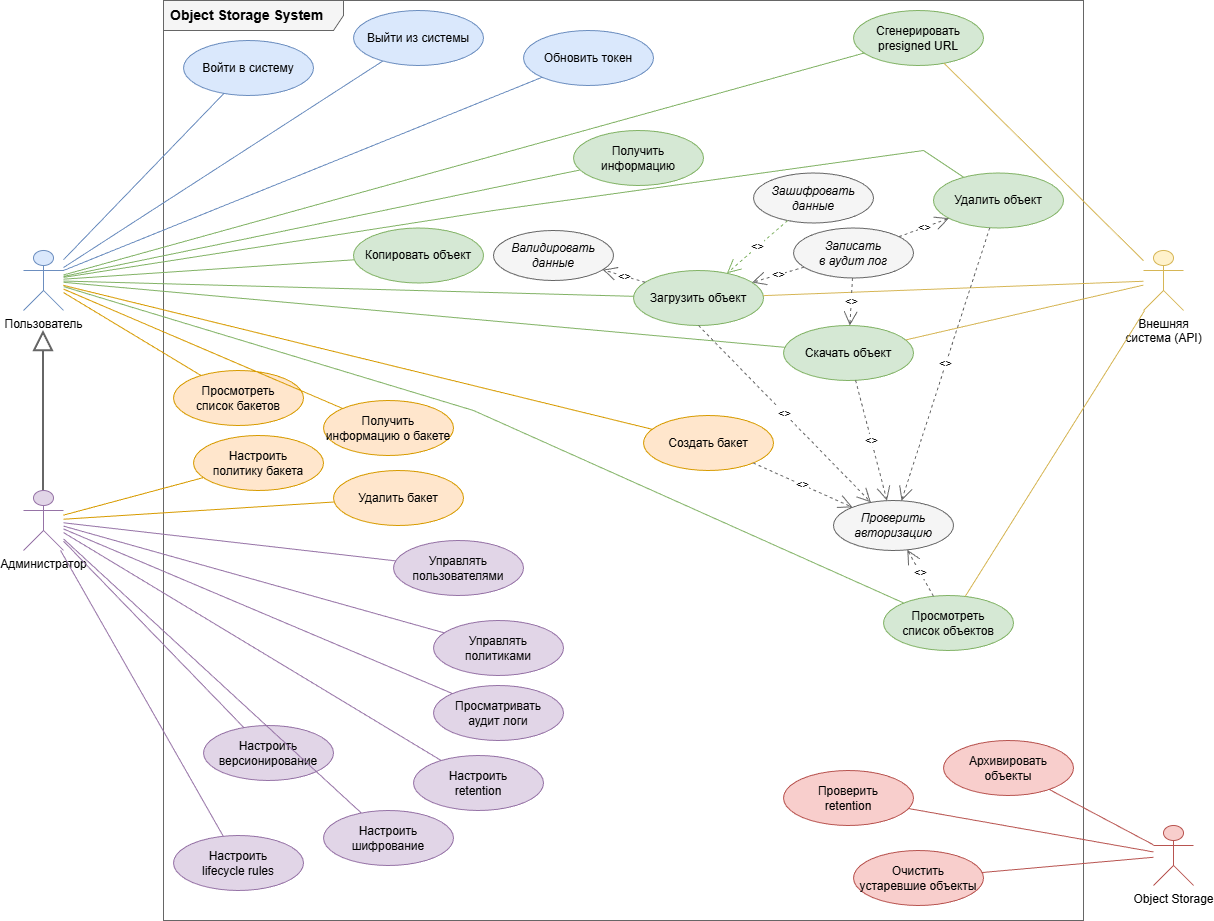 Object Storage System
Войти в систему
Выйти из системы
Обновить токен
Сгенерировать
presigned URL
Получить
информацию
Зашифровать
данные
Удалить объект
Копировать объект
Валидировать
данные
Записать
в аудит лог
<>
<>
<>
<>
Загрузить объект
<>
Пользователь
Внешняя
система (API)
Скачать объект
<>
Просмотреть
список бакетов
Получить
информацию о бакете
<>
Создать бакет
<>
Настроить
политику бакета
<>
Удалить бакет
Проверить
авторизацию
Администратор
Управлять
пользователями
<>
Просмотреть
список объектов
Управлять
политиками
Просматривать
аудит логи
Настроить
версионирование
Настроить
retention
Архивировать
объекты
Проверить
retention
Настроить
шифрование
Настроить
lifecycle rules
Очистить
устаревшие объекты
Object Storage